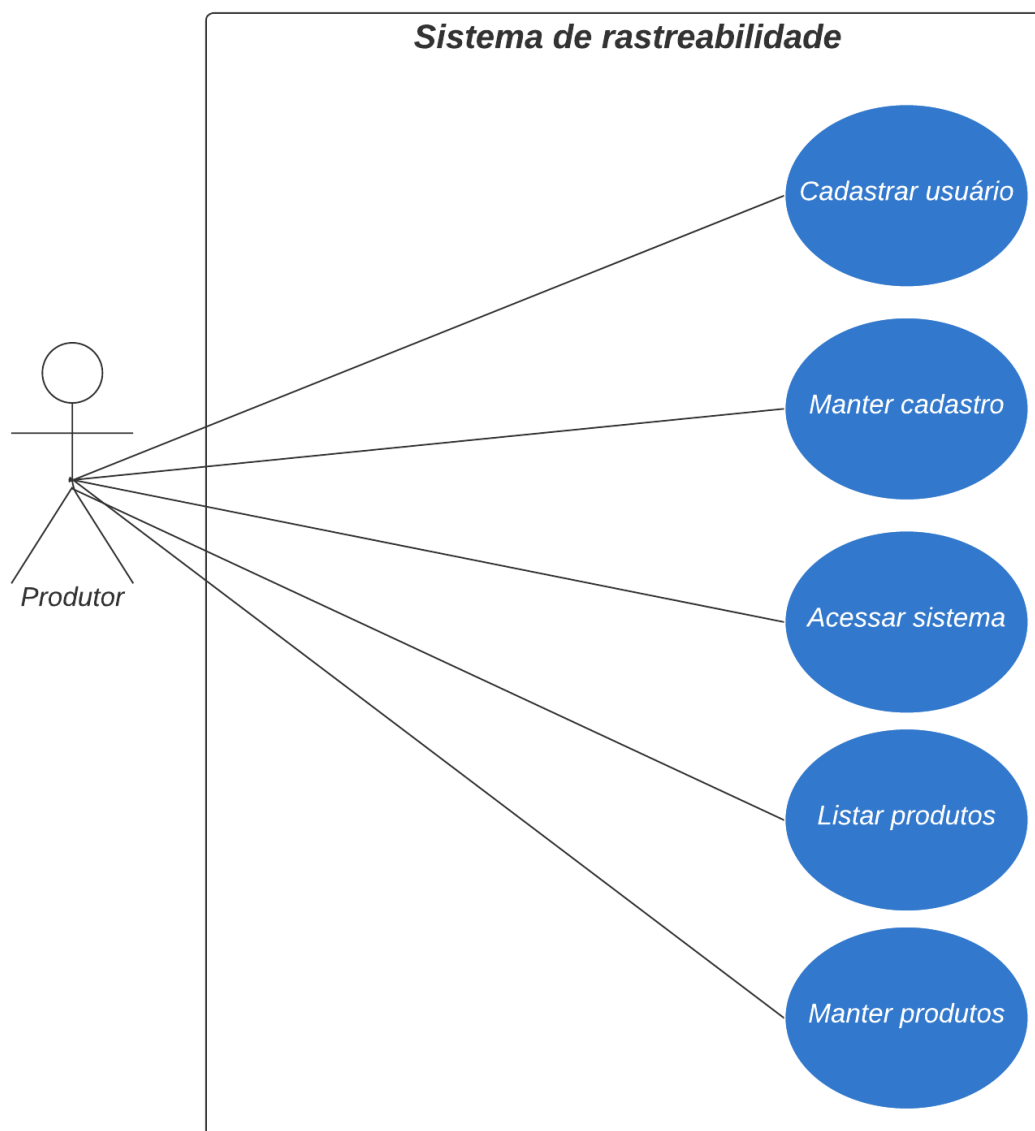 Sistema de rastreabilidade
Cadastrar usuário
Manter cadastro
Produtor
Acessar sistema
Listar produtos
Manter produtos